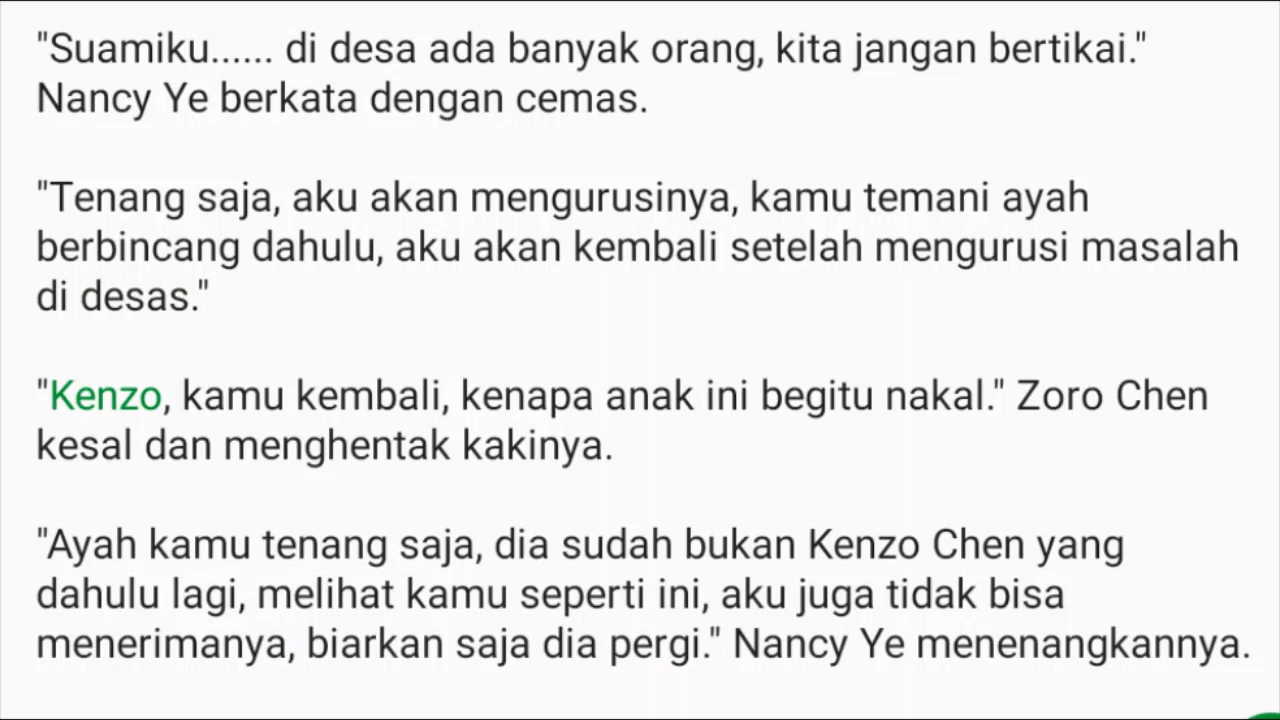 "Suamiku...... di desa ada banyak orang, kita jangan bertikai."
Nancy Ye berkata dengan cemas.
"Tenang saja, aku akan mengurusinya, kamu temani ayah
berbincang dahulu, aku akan kembali setelah mengurusi masalah
di desas."
"Kenzo, kamu kembali, kenapa anak ini begitu nakal." Zoro Chen
kesal dan menghentak kakinya.
"Ayah kamu tenang saja, dia sudah bukan Kenzo Chen yang
dahulu lagi, melihat kamu seperti ini, aku juga tidak bisa
menerimanya, biarkan saja dia pergi." Nancy Ye menenangkannya.